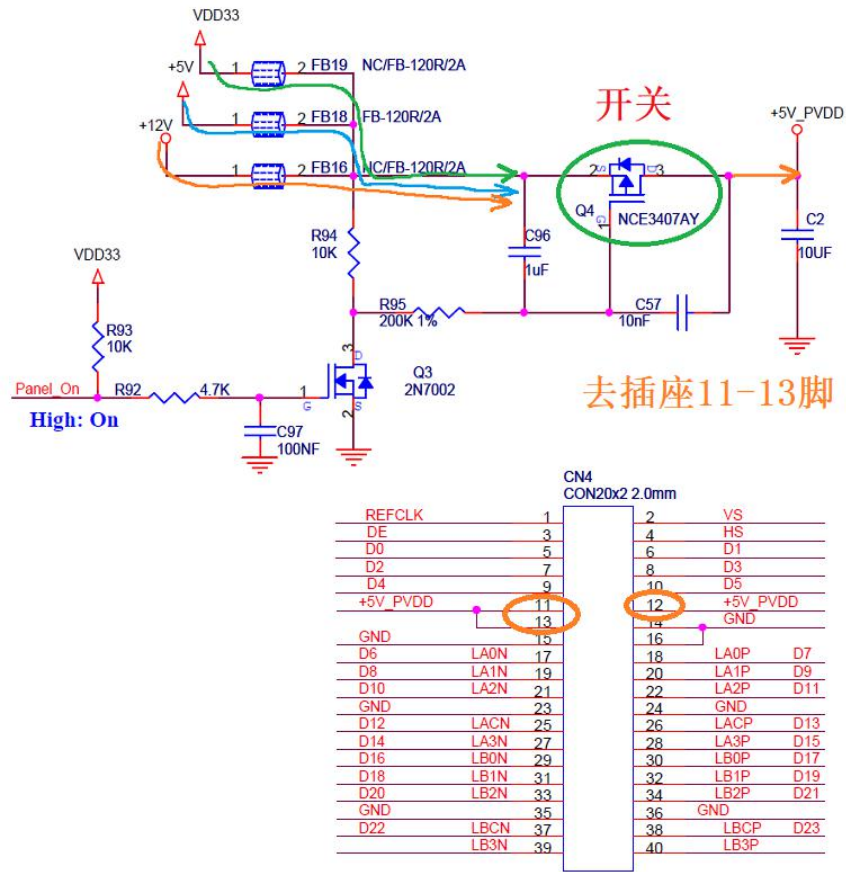 VDD33
+5V
+12V
1 2 FB19 NC/FB-120R/2A
1 2 FB18 FB-120R/2A
1 2 FB16 NC/FB-120R/2A
开关
+5V_PVDD
2 S D 3
Q4 G 1
NCE3407AY
C2
10UF
R94
10K
C96
1uF
VDD33
R93
10K
R95
200K 1%
C57
10nF
3 D
Q3
2N7002
Panel_On
R92 4.7K
1 G S 2
High: On
C97
100NF
去插座11-13脚
CN4
CON20x2 2.0mm
REFCLK 1 2 VS
DE 3 4 HS
D0 5 6 D1
D2 7 8 D3
D4 9 10 D5
+5V_PVDD 11 12 +5V_PVDD
13 14 GND
GND 15 16
D6 LA0N 17 18 LA0P D7
D8 LA1N 19 20 LA1P D9
D10 LA2N 21 22 LA2P D11
GND 23 24 GND
D12 LACN 25 26 LACP D13
D14 LA3N 27 28 LA3P D15
D16 LB0N 29 30 LB0P D17
D18 LB1N 31 32 LB1P D19
D20 LB2N 33 34 LB2P D21
GND 35 36 GND
D22 LBCN 37 38 LBCP D23
LB3N 39 40 LB3P